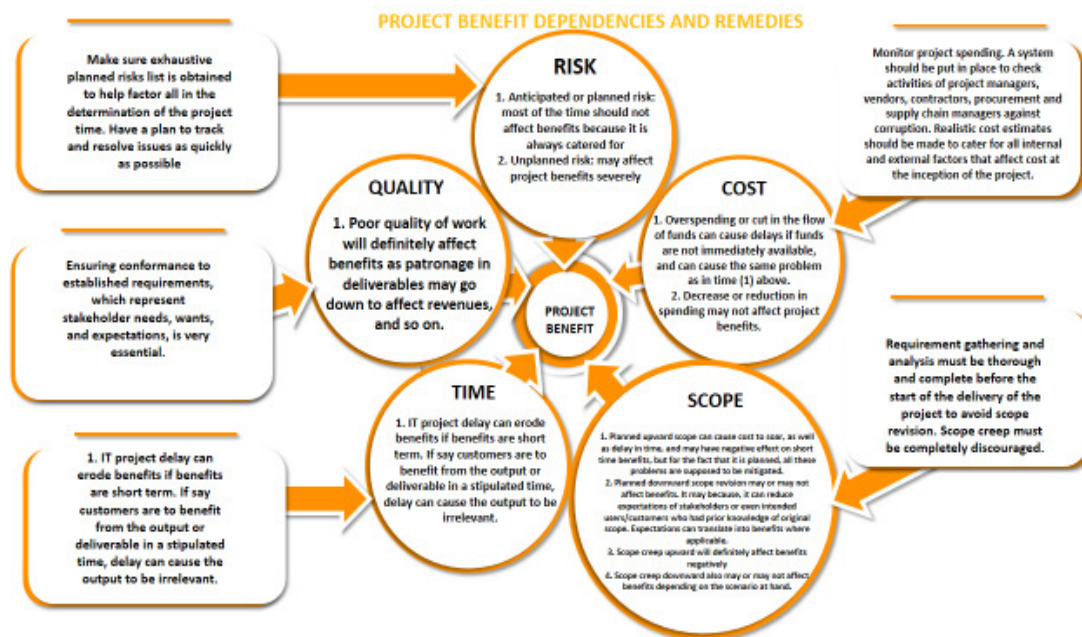 PROJECT BENEFIT DEPENDENCIES AND REMEDIES
Make sure exhaustive
planned risks list is obtained
to help factor all in the
determination of the project
time. Have a plan to track
and resolve issues as quickly
as possible
RISK
1. Anticipated or planned risk:
most of the time should not
affect benefits because it is
always catered for
2. Unplanned risk: may affect
project benefits severely
Monitor project spending. A system
should be put in place to check
activities of project managers,
vendors, contractors, procurement and
supply chain managers against
corruption. Realistic cost estimates
should be made to cater for all internal
and external factors that affect cost at
the inception of the project.
QUALITY
1. Poor quality of work
will definitely affect
benefits as patronage in
deliverables may go
down to affect revenues,
and so on.
COST
1. Overspending or cut in the flow
of funds can cause delays if funds
are not immediately available,
and can cause the same problem
as in time (1) above.
2. Decrease or reduction in
spending may not affect project
benefits.
Ensuring conformance to
established requirements,
which represent
stakeholder needs, wants,
and expectations, is very
essential.
PROJECT
BENEFIT
Requirement gathering and
analysis must be thorough
and complete before the
start of the delivery of the
project to avoid scope
revision. Scope creep must
be completely discouraged.
TIME
1. IT project delay can erode
benefits if benefits are short
term. If say customers are to
benefit from the output or
deliverable in a stipulated time,
delay can cause the output to be
irrelevant.
SCOPE
1. Planned upward scope can cause cost to soar, as well
as delay in time, and may have negative effect on short
time benefits, but for the fact that it is planned, all these
problems are supposed to be mitigated.
2. Planned downward scope revision may or may not
affect benefits. It may because, it can reduce
expectations of stakeholders or even intended
users/customers who had prior knowledge of original
scope. Expectations can translate into benefits where
applicable.
3. Scope creep upward will definitely affect benefits
negatively
4. Scope creep downward also may or may not affect
benefits depending on the scenario at hand.
1. IT project delay can
erode benefits if benefits
are short term. If say
customers are to benefit
from the output or
deliverable in a stipulated
time, delay can cause the
output to be irrelevant.